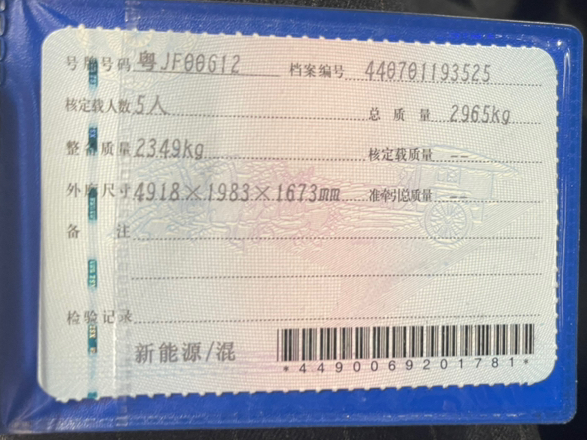 号牌号码 粤JF00G12 档案编号 440701193525
核定载人数 5人 总质量 2965kg
整备质量 2349kg 核定载质量 --
外廓尺寸 4918×1983×1673mm 准牵引总质量 --
备注
检验记录
新能源/混
*4490069201781*